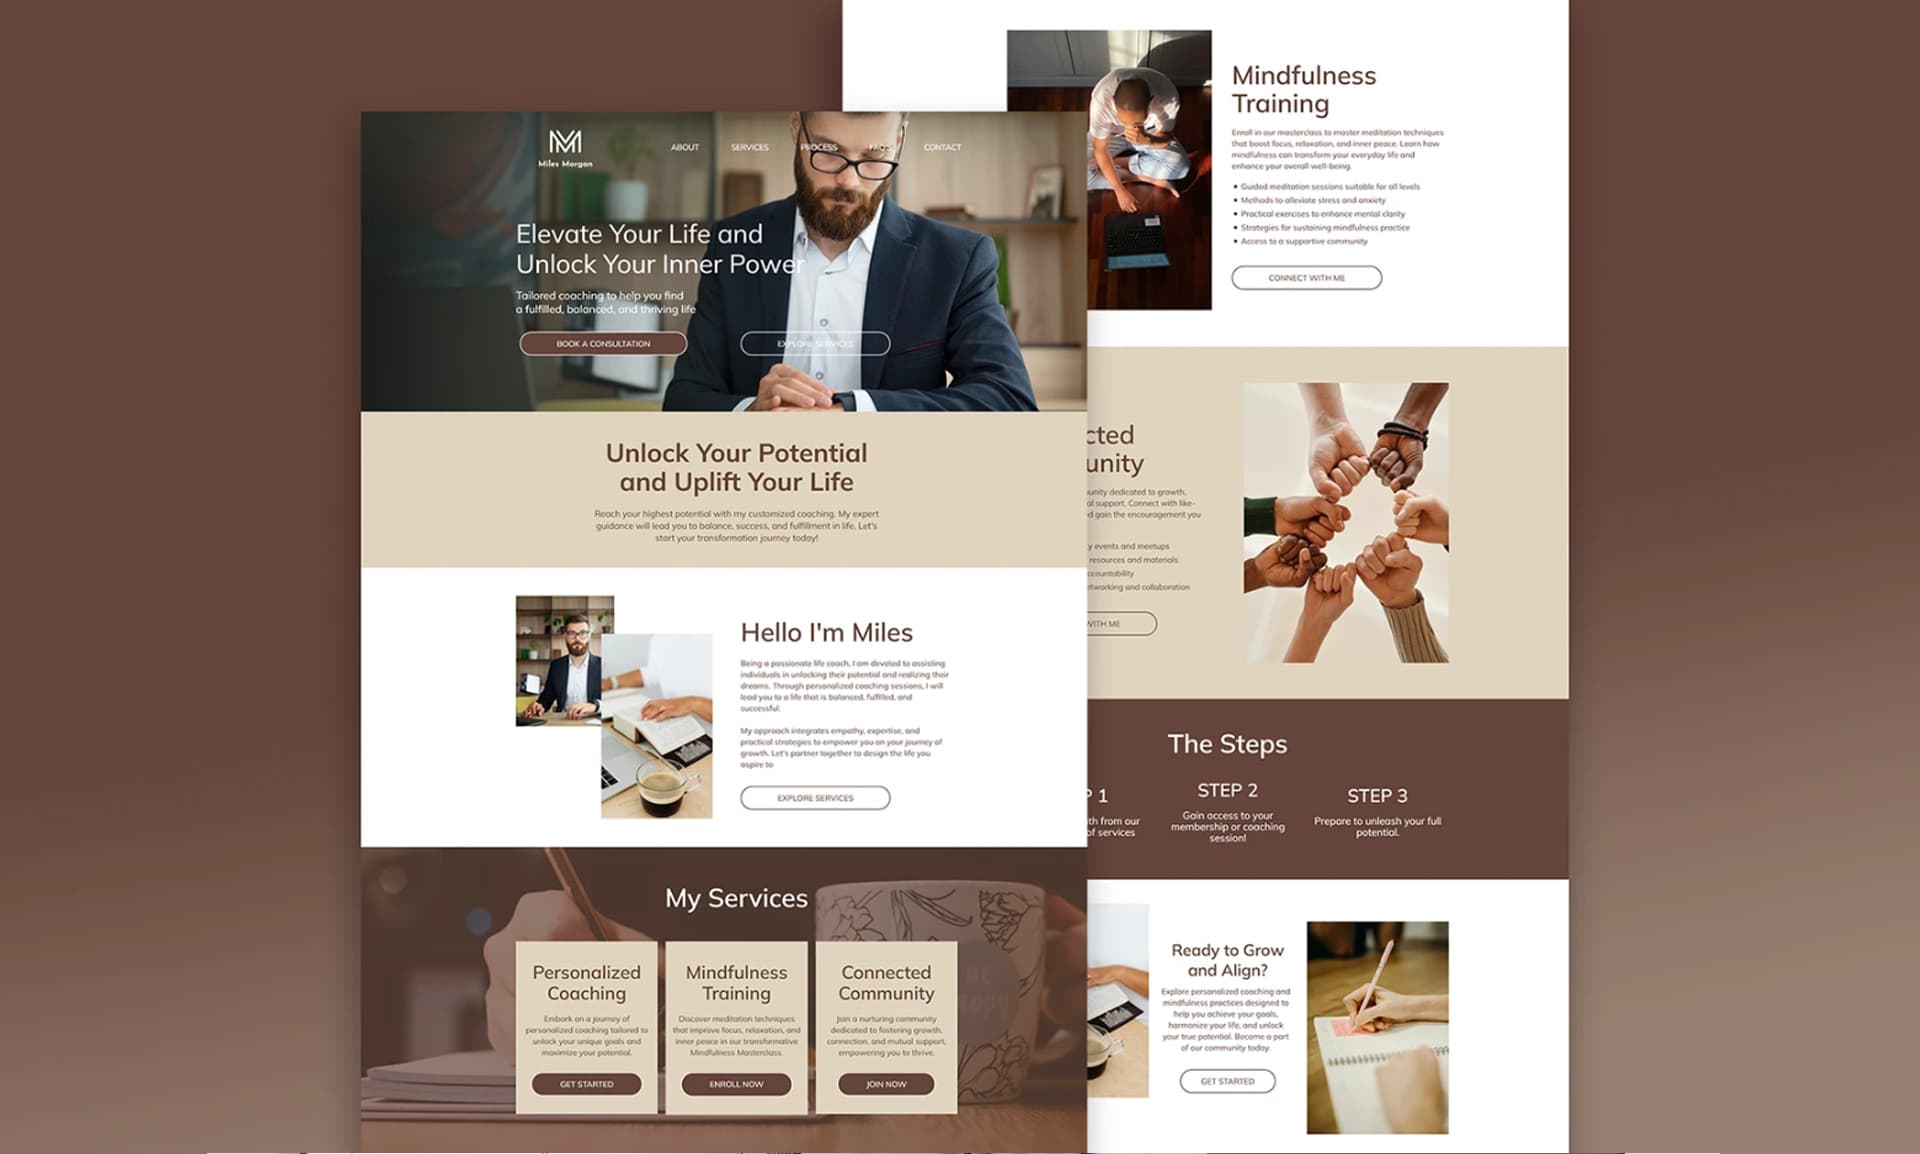 Miles Morgan
ABOUT
SERVICES
PROCESS
FAQ'S
CONTACT
Elevate Your Life and
Unlock Your Inner Power
Tailored coaching to help you find
a fulfilled, balanced, and thriving life
BOOK A CONSULTATION
EXPLORE SERVICES
Unlock Your Potential
and Uplift Your Life
Reach your highest potential with my customized coaching. My expert
guidance will lead you to balance, success, and fulfillment in life. Let's
start your transformation journey today!
Hello I'm Miles
Being a passionate life coach, I am devoted to assisting
individuals in unlocking their potential and realizing their
dreams. Through personalized coaching sessions, I will
lead you to a life that is balanced, fulfilled, and
successful.
My approach integrates empathy, expertise, and
practical strategies to empower you on your journey of
growth. Let's partner together to design the life you
aspire to
EXPLORE SERVICES
My Services
Personalized
Coaching
Embark on a journey of
personalized coaching tailored to
unlock your unique goals and
maximize your potential.
GET STARTED
Mindfulness
Training
Discover meditation techniques
that improve focus, relaxation, and
inner peace in our transformative
Mindfulness Masterclass.
ENROLL NOW
Connected
Community
Join a nurturing community
dedicated to fostering growth,
connection, and mutual support,
empowering you to thrive.
JOIN NOW
Mindfulness
Training
Enroll in our masterclass to master meditation techniques
that boost focus, relaxation, and inner peace. Learn how
mindfulness can transform your everyday life and
enhance your overall well-being.
• Guided meditation sessions suitable for all levels
• Methods to alleviate stress and anxiety
• Practical exercises to enhance mental clarity
• Strategies for sustaining mindfulness practice
• Access to a supportive community
CONNECT WITH ME
cted
unity
unity dedicated to growth,
al support. Connect with like-
d gain the encouragement you
y events and meetups
resources and materials
ccountability
etworking and collaboration
WITH ME
The Steps
P 1
th from our
of services
STEP 2
Gain access to your
membership or coaching
session!
STEP 3
Prepare to unleash your full
potential.
Ready to Grow
and Align?
Explore personalized coaching and
mindfulness practices designed to
help you achieve your goals,
harmonize your life, and unlock
your true potential. Become a part
of our community today.
GET STARTED